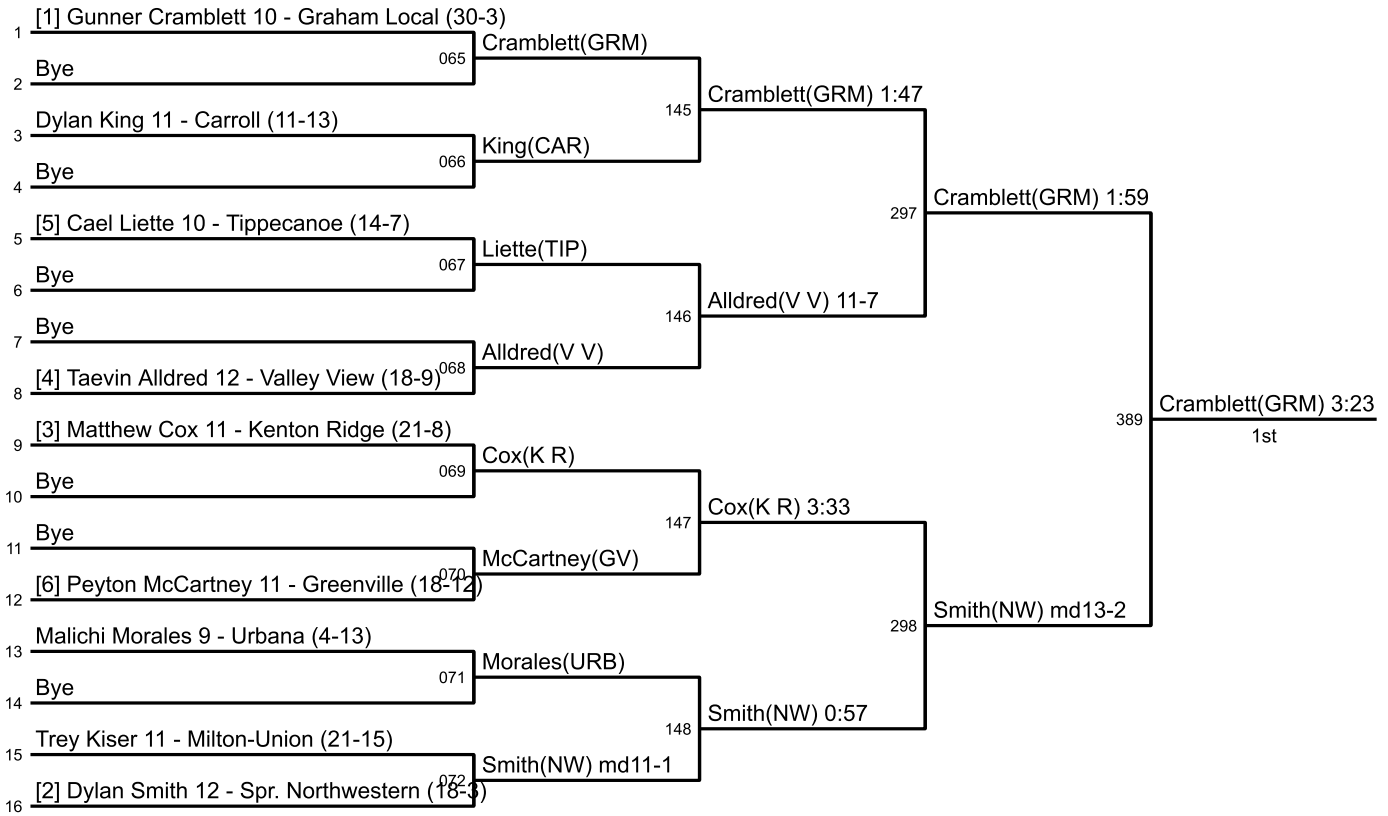 [1] Gunner Cramblett 10 - Graham Local (30-3)
1
Cramblett(GRM)
065
Bye
2
Cramblett(GRM) 1:47
145
Dylan King 11 - Carroll (11-13)
3
King(CAR)
066
Bye
4
Cramblett(GRM) 1:59
297
[5] Cael Liette 10 - Tippecanoe (14-7)
5
Liette(TIP)
067
Bye
6
Alldred(V V) 11-7
146
Bye
7
Alldred(V V)
068
[4] Taevin Alldred 12 - Valley View (18-9)
8
Cramblett(GRM) 3:23
389
1st
[3] Matthew Cox 11 - Kenton Ridge (21-8)
9
Cox(K R)
069
Bye
10
Cox(K R) 3:33
147
Bye
11
McCartney(GV)
070
[6] Peyton McCartney 11 - Greenville (18-12)
12
Smith(NW) md13-2
298
Malichi Morales 9 - Urbana (4-13)
13
Morales(URB)
071
Bye
14
Smith(NW) 0:57
148
Trey Kiser 11 - Milton-Union (21-15)
15
Smith(NW) md11-1
072
[2] Dylan Smith 12 - Spr. Northwestern (18-3)
16